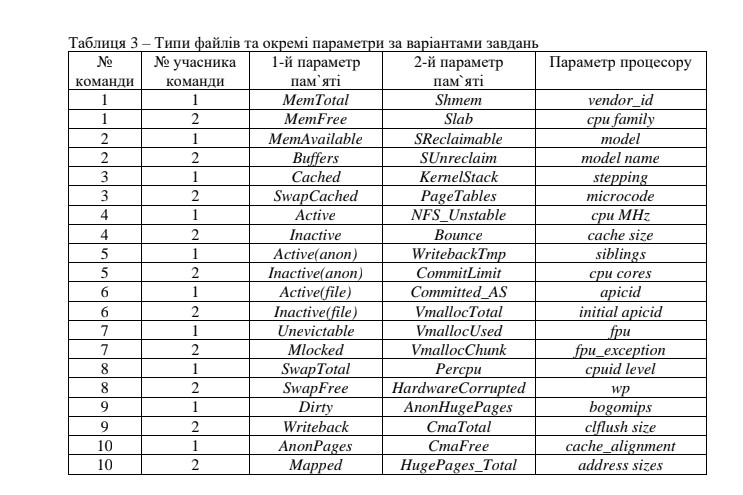 Таблиця 3 – Типи файлів та окремі параметри за варіантами завдань
№ команди № учасника команди 1-й параметр пам`яті 2-й параметр пам`яті Параметр процесору
1 1 MemTotal Shmem vendor_id
1 2 MemFree Slab cpu family
2 1 MemAvailable SReclaimable model
2 2 Buffers SUnreclaim model name
3 1 Cached KernelStack stepping
3 2 SwapCached PageTables microcode
4 1 Active NFS_Unstable cpu MHz
4 2 Inactive Bounce cache size
5 1 Active(anon) WritebackTmp siblings
5 2 Inactive(anon) CommitLimit cpu cores
6 1 Active(file) Committed_AS apicid
6 2 Inactive(file) VmallocTotal initial apicid
7 1 Unevictable VmallocUsed fpu
7 2 Mlocked VmallocChunk fpu_exception
8 1 SwapTotal Percpu cpuid level
8 2 SwapFree HardwareCorrupted wp
9 1 Dirty AnonHugePages bogomips
9 2 Writeback CmaTotal clflush size
10 1 AnonPages CmaFree cache_alignment
10 2 Mapped HugePages_Total address sizes